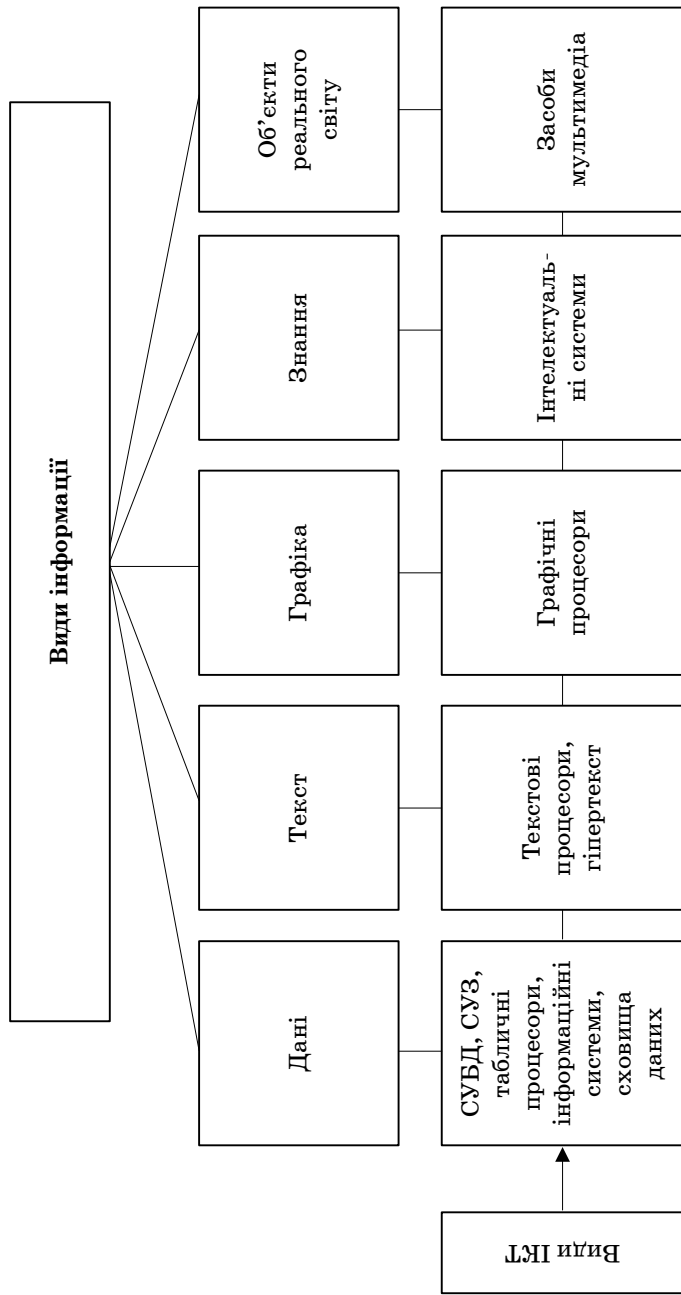 Види інформації
Дані
Текст
Графіка
Знання
Об’єкти
реального
світу
Види ІКТ
СУБД, СУЗ,
табличні
процесори,
інформаційні
системи,
сховища
даних
Текстові
процесори,
гіпертекст
Графічні
процесори
Інтелектуаль-
ні системи
Засоби
мультимедіа